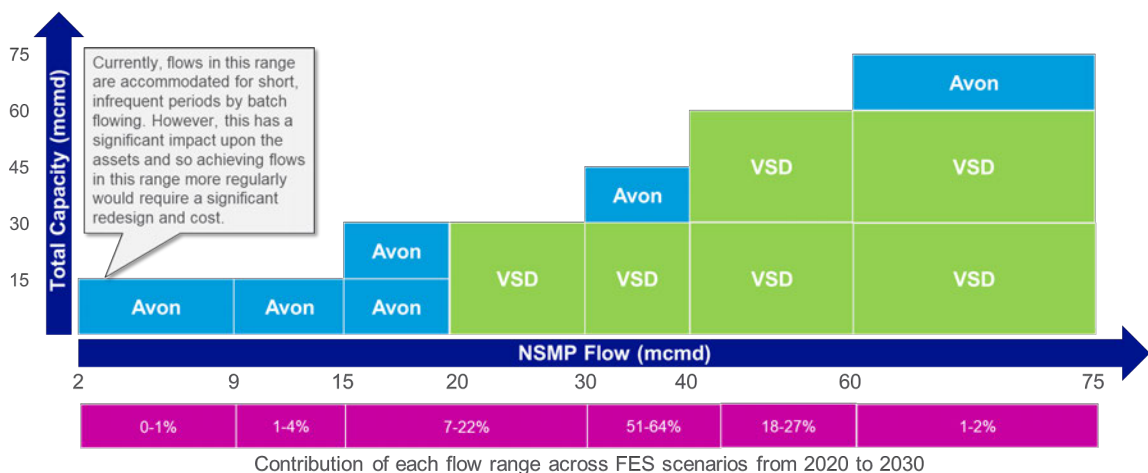 Total Capacity (mcmd)
75
60
45
30
15
Currently, flows in this range
are accommodated for short,
infrequent periods by batch
flowing. However, this has a
significant impact upon the
assets and so achieving flows
in this range more regularly
would require a significant
redesign and cost.
Avon
Avon
VSD
VSD
Avon
Avon
VSD
VSD
VSD
VSD
Avon
Avon
Avon
NSMP Flow (mcmd)
2
9
15
20
30
40
60
75
0-1%
1-4%
7-22%
51-64%
18-27%
1-2%
Contribution of each flow range across FES scenarios from 2020 to 2030